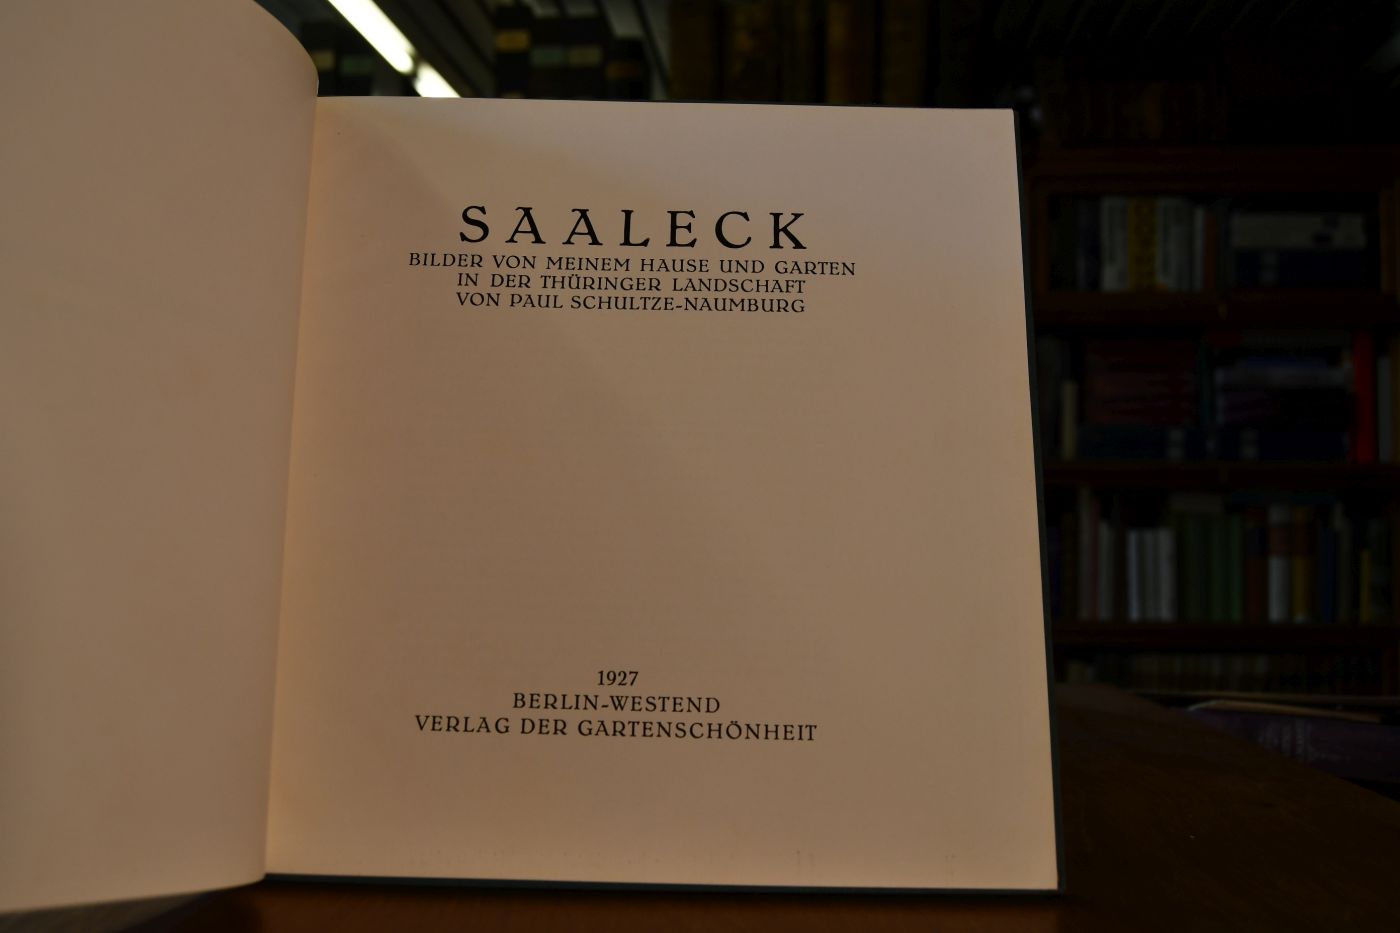 SAALECK
BILDER VON MEINEM HAUSE UND GARTEN
IN DER THÜRINGER LANDSCHAFT
VON PAUL SCHULTZE-NAUMBURG
1927
BERLIN-WESTEND
VERLAG DER GARTENSCHÖNHEIT